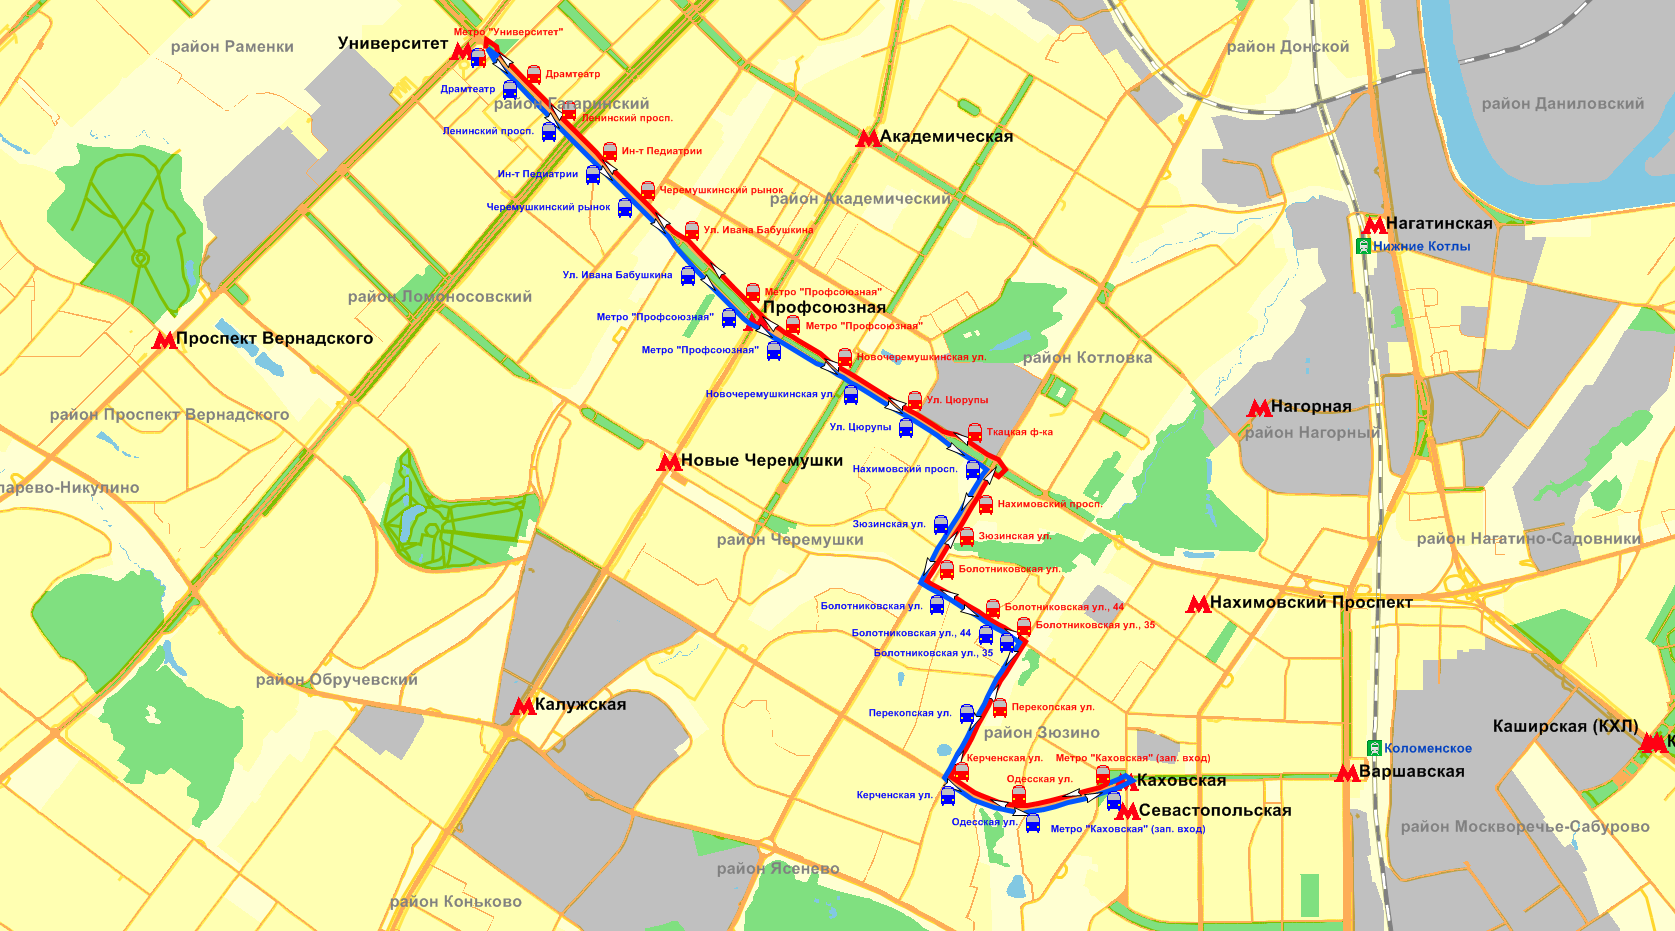 Метро "Университет"
Университет
район Раменки
район Донской
Драмтеатр
Драмтеатр
район Гагаринский
район Даниловский
Ленинский просп.
Ленинский просп.
Академическая
Ин-т Педиатрии
Ин-т Педиатрии
Черемушкинский рынок
Черемушкинский рынок
район Академический
Ул. Ивана Бабушкина
Нагатинская
Нижние Котлы
Ул. Ивана Бабушкина
район Ломоносовский
Метро "Профсоюзная"
Профсоюзная
Метро "Профсоюзная"
Метро "Профсоюзная"
Проспект Вернадского
Метро "Профсоюзная"
Новочеремушкинская ул.
район Котловка
Новочеремушкинская ул.
Ул. Цюрупы
Нагорная
район Проспект Вернадского
Ул. Цюрупы
Ткацкая ф-ка
район Нагорный
Новые Черемушки
Нахимовский просп.
парево-Никулино
Нахимовский просп.
Зюзинская ул.
Зюзинская ул.
район Черемушки
район Нагатино-Садовники
Болотниковская ул.
Болотниковская ул.
Болотниковская ул., 44
Нахимовский Проспект
Болотниковская ул., 35
Болотниковская ул., 44
Болотниковская ул., 35
район Обручевский
Калужская
Перекопская ул.
Перекопская ул.
район Зюзино
Каширская (КХЛ)
К
Коломенское
Керченская ул.
Метро "Каховская" (зап. вход)
Одесская ул.
Каховская
Варшавская
Керченская ул.
Севастопольская
Одесская ул.
Метро "Каховская" (зап. вход)
район Москворечье-Сабурово
район Ясенево
район Коньково